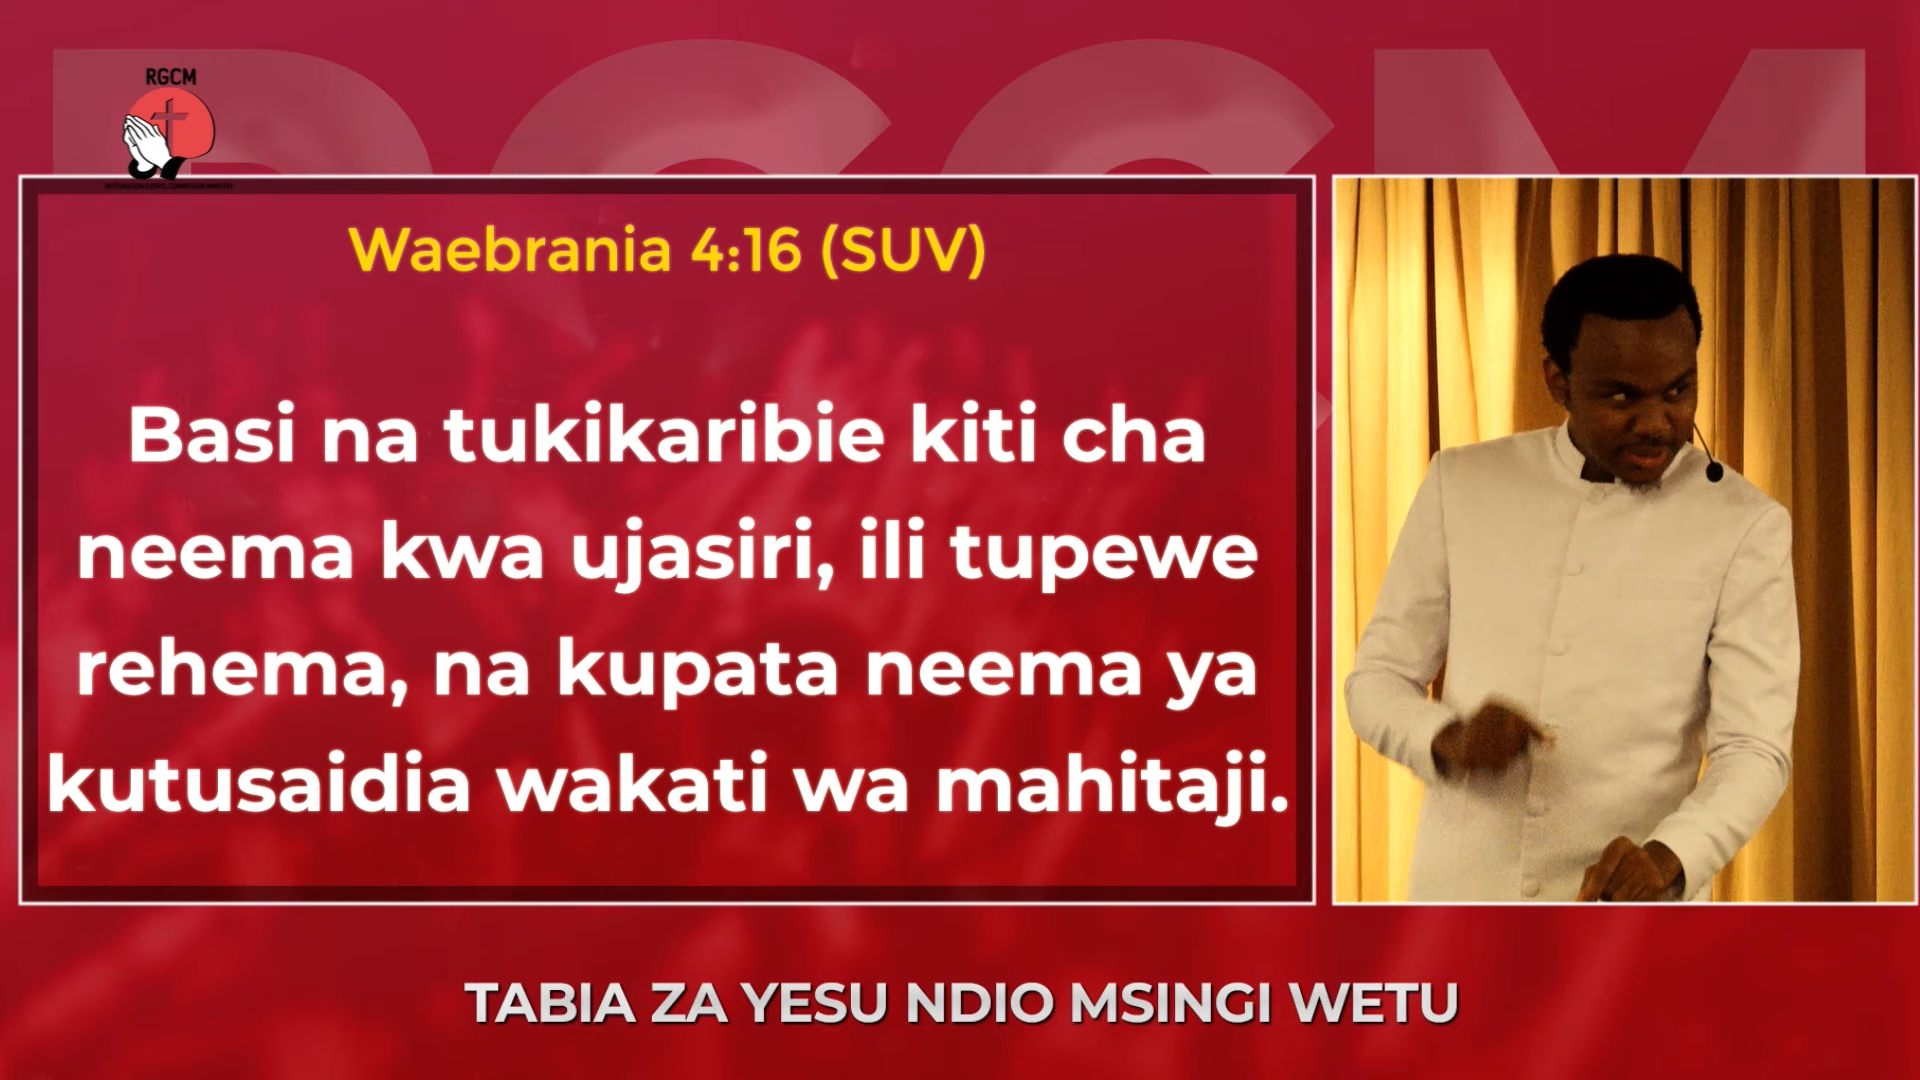 RGCM
RGCM
Waebrania 4:16 (SUV)
Basi na tukikaribie kiti cha
neema kwa ujasiri, ili tupewe
rehema, na kupata neema ya
kutusaidia wakati wa mahitaji.
TABIA ZA YESU NDIO MSINGI WETU